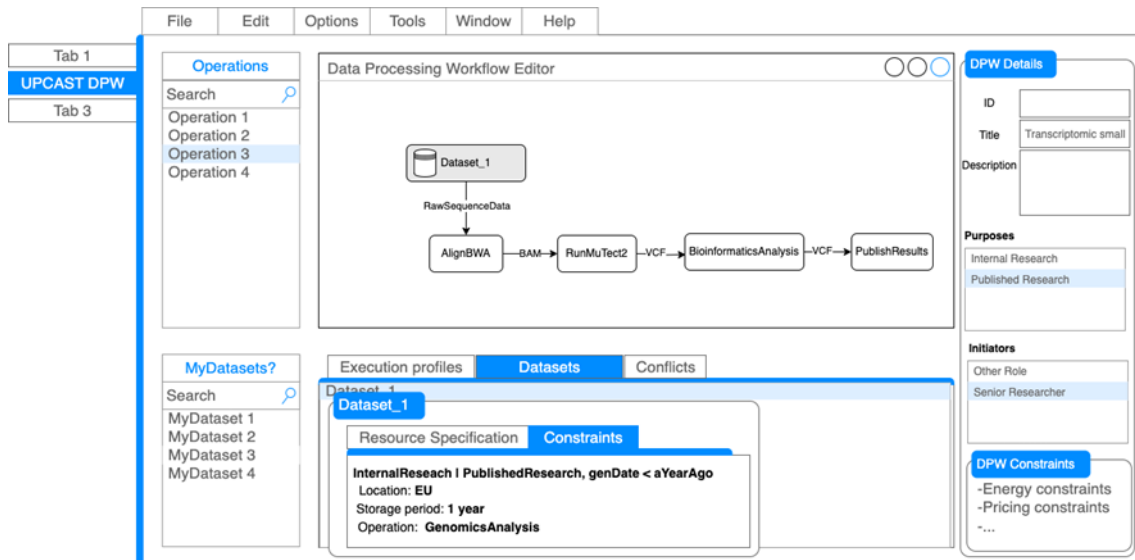 File Edit Options Tools Window Help
Tab 1
UPCAST DPW
Tab 3
Operations
Search
Operation 1
Operation 2
Operation 3
Operation 4
Data Processing Workflow Editor
Dataset_1
RawSequenceData
AlignBWA BAM RunMuTect2 VCF BioinformaticsAnalysis VCF PublishResults
DPW Details
ID
Title Transcriptomic small
Description
Purposes
Internal Research
Published Research
Initiators
Other Role
Senior Researcher
DPW Constraints
-Energy constraints
-Pricing constraints
-...
MyDatasets?
Search
MyDataset 1
MyDataset 2
MyDataset 3
MyDataset 4
Execution profiles Datasets Conflicts
Dataset_1
Dataset_1
Resource Specification Constraints
InternalReseach | PublishedResearch, genDate < aYearAgo
Location: EU
Storage period: 1 year
Operation: GenomicsAnalysis